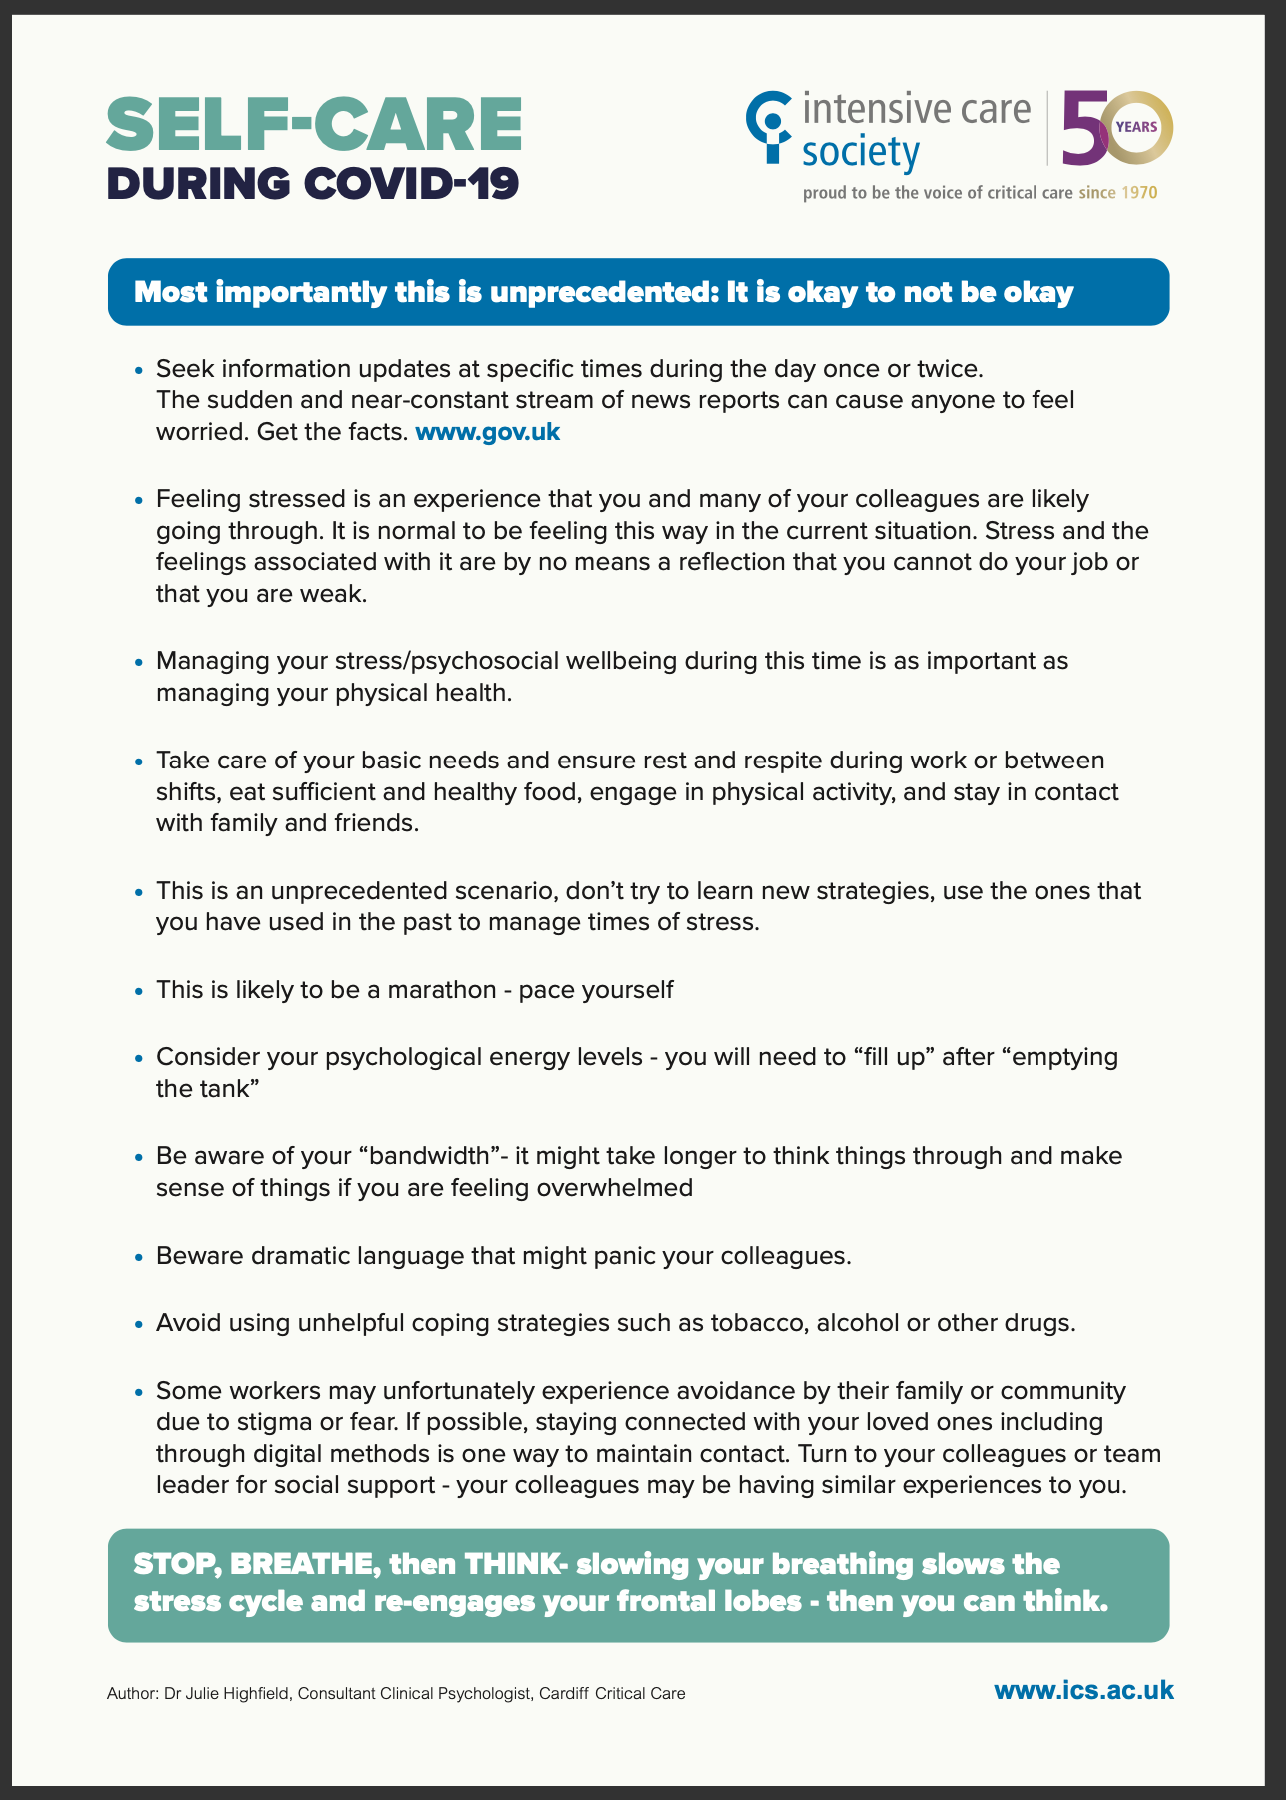 SELF-CARE
DURING COVID-19
intensive care
society
50 YEARS
proud to be the voice of critical care since 1970
Most importantly this is unprecedented: It is okay to not be okay
• Seek information updates at specific times during the day once or twice.
The sudden and near-constant stream of news reports can cause anyone to feel
worried. Get the facts. www.gov.uk
• Feeling stressed is an experience that you and many of your colleagues are likely
going through. It is normal to be feeling this way in the current situation. Stress and the
feelings associated with it are by no means a reflection that you cannot do your job or
that you are weak.
• Managing your stress/psychosocial wellbeing during this time is as important as
managing your physical health.
• Take care of your basic needs and ensure rest and respite during work or between
shifts, eat sufficient and healthy food, engage in physical activity, and stay in contact
with family and friends.
• This is an unprecedented scenario, don’t try to learn new strategies, use the ones that
you have used in the past to manage times of stress.
• This is likely to be a marathon - pace yourself
• Consider your psychological energy levels - you will need to “fill up” after “emptying
the tank”
• Be aware of your “bandwidth”- it might take longer to think things through and make
sense of things if you are feeling overwhelmed
• Beware dramatic language that might panic your colleagues.
• Avoid using unhelpful coping strategies such as tobacco, alcohol or other drugs.
• Some workers may unfortunately experience avoidance by their family or community
due to stigma or fear. If possible, staying connected with your loved ones including
through digital methods is one way to maintain contact. Turn to your colleagues or team
leader for social support - your colleagues may be having similar experiences to you.
STOP, BREATHE, then THINK- slowing your breathing slows the
stress cycle and re-engages your frontal lobes - then you can think.
Author: Dr Julie Highfield, Consultant Clinical Psychologist, Cardiff Critical Care
www.ics.ac.uk